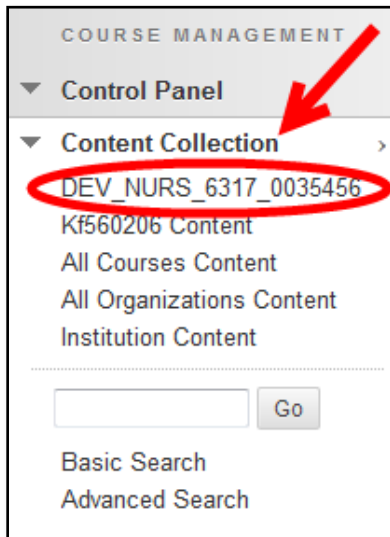 COURSE MANAGEMENT
Control Panel
Content Collection
DEV_NURS_6317_0035456
Kf560206 Content
All Courses Content
All Organizations Content
Institution Content
Go
Basic Search
Advanced Search